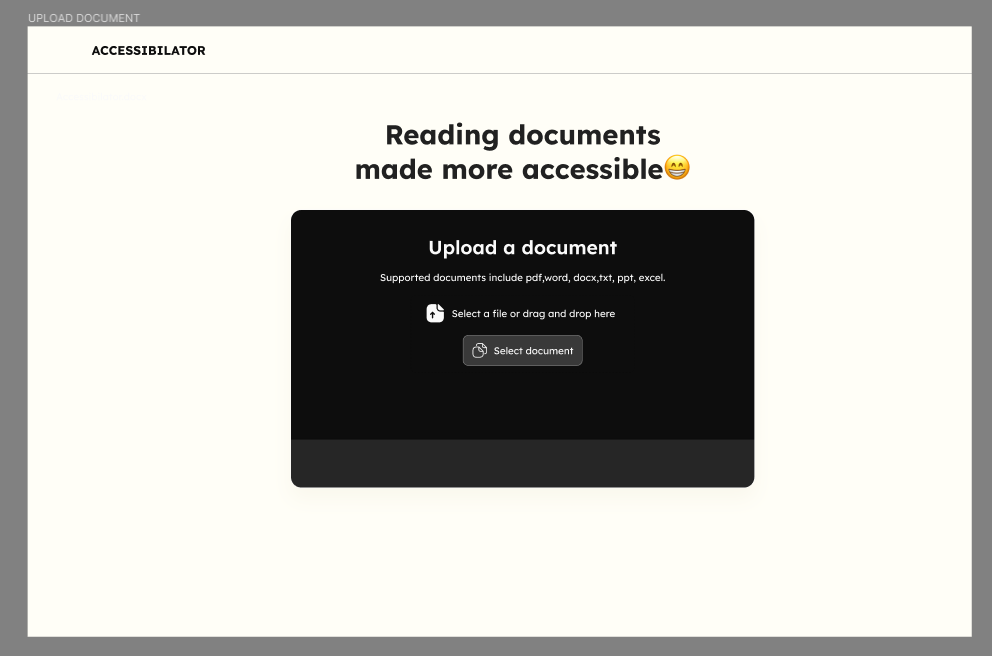 UPLOAD DOCUMENT
ACCESSIBILATOR
Reading documents
made more accessible😁
Upload a document
Supported documents include pdf,word, docx,txt, ppt, excel.
Select a file or drag and drop here
Select document